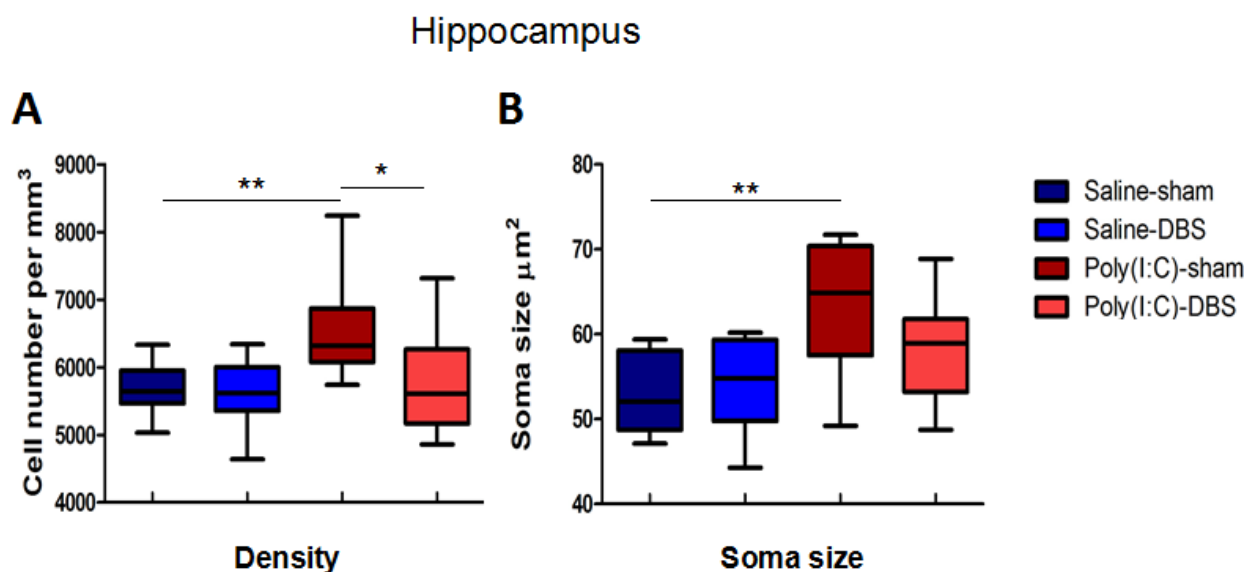 Hippocampus
A
Cell number per mm³
9000
8000
7000
6000
5000
4000
**
*
Density
B
Soma size μm²
80
70
60
50
40
**
Soma size
Saline-sham
Saline-DBS
Poly(I:C)-sham
Poly(I:C)-DBS